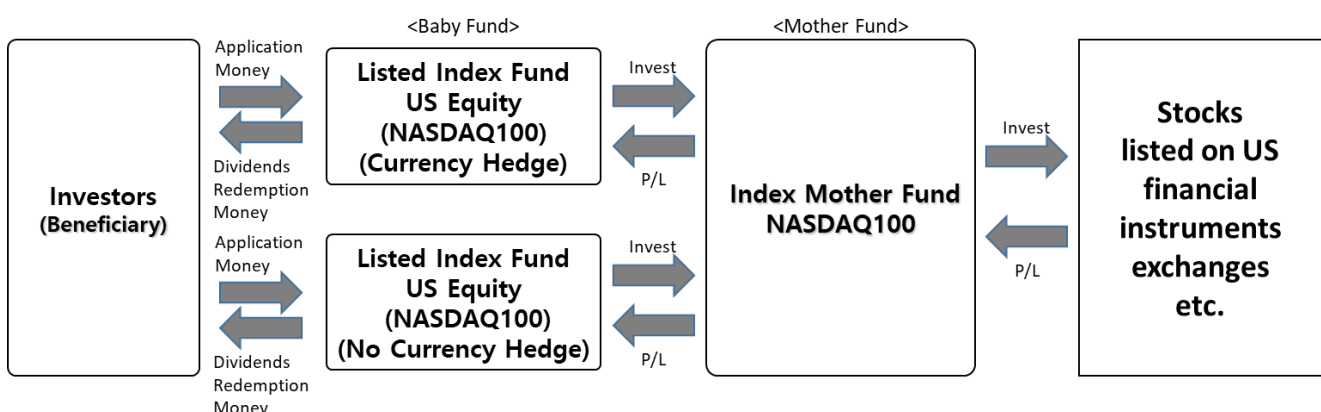 <Baby Fund>
<Mother Fund>
Investors
(Beneficiary)
Application
Money
Dividends
Redemption
Money
Application
Money
Dividends
Redemption
Money
Listed Index Fund
US Equity
(NASDAQ100)
(Currency Hedge)
Listed Index Fund
US Equity
(NASDAQ100)
(No Currency Hedge)
Invest
P/L
Invest
P/L
Index Mother Fund
NASDAQ100
Invest
P/L
Stocks
listed on US
financial
instruments
exchanges
etc.